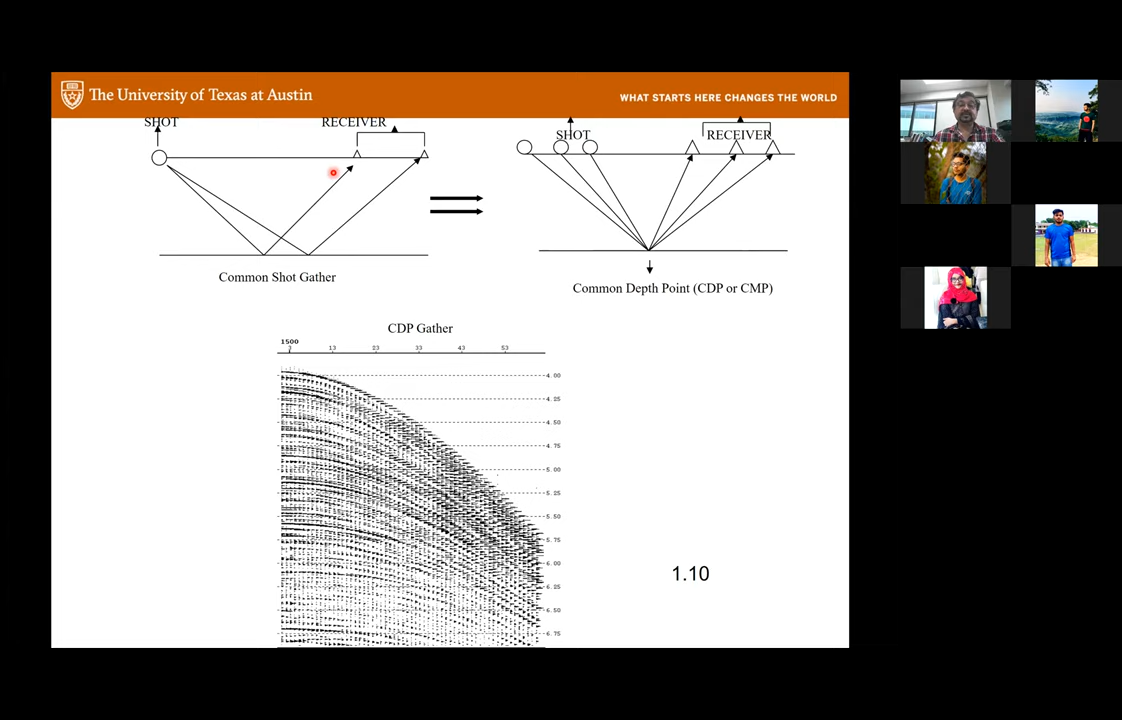 The University of Texas at Austin
WHAT STARTS HERE CHANGES THE WORLD
SHOT
RECEIVER
SHOT
RECEIVER
Common Shot Gather
Common Depth Point (CDP or CMP)
CDP Gather
1500
3 13 23 33 43 53
4.00
4.25
4.50
4.75
5.00
5.25
5.50
5.75
6.00
6.25
6.50
6.75
1.10